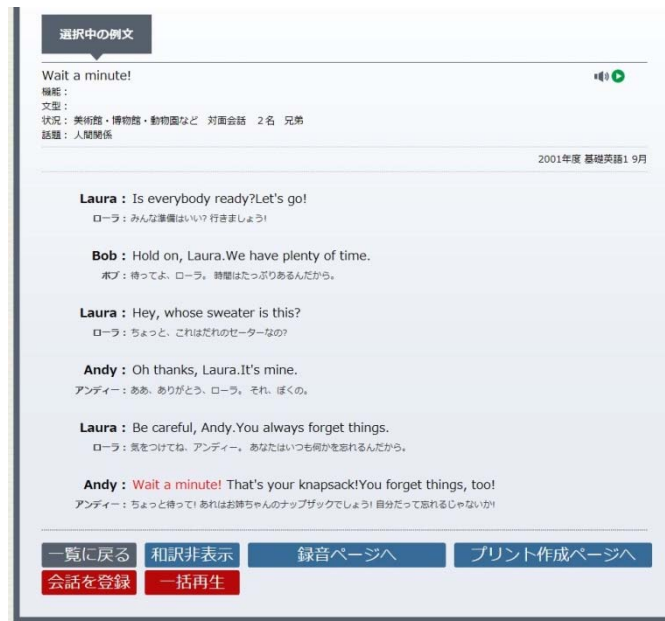 選択中の例文
Wait a minute!
機能：
文型：
状況： 美術館・博物館・動物園など 対面会話 2名 兄弟
話題： 人間関係
2001年度 基礎英語1 9月
Laura : Is everybody ready?Let's go!
ローラ : みんな準備はいい? 行きましょう!
Bob : Hold on, Laura.We have plenty of time.
ボブ : 待ってよ、ローラ。 時間はたっぷりあるんだから。
Laura : Hey, whose sweater is this?
ローラ : ちょっと、これはだれのセーターなの?
Andy : Oh thanks, Laura.It's mine.
アンディー : ああ、ありがとう、ローラ。 それ、ぼくの。
Laura : Be careful, Andy.You always forget things.
ローラ : 気をつけてね、アンディー。 あなたはいつも何かを忘れるんだから。
Andy : Wait a minute! That's your knapsack!You forget things, too!
アンディー : ちょっと待って! あれはお姉ちゃんのナップザックでしょう! 自分だって忘れるじゃないか!
一覧に戻る 和訳非表示 録音ページへ プリント作成ページへ
会話を登録 一括再生